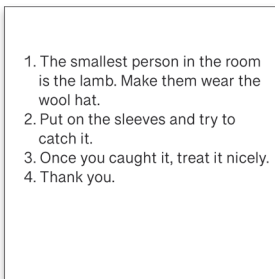 1. The smallest person in the room
is the lamb. Make them wear the
wool hat.
2. Put on the sleeves and try to
catch it.
3. Once you caught it, treat it nicely.
4. Thank you.